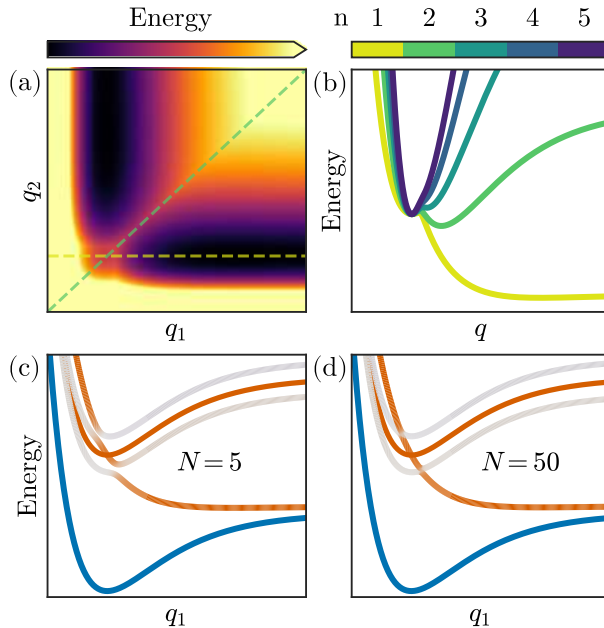 Energy
n 1 2 3 4 5
(a)
q₂
q₁
(b)
Energy
q
(c)
Energy
N = 5
q₁
(d)
N = 50
q₁